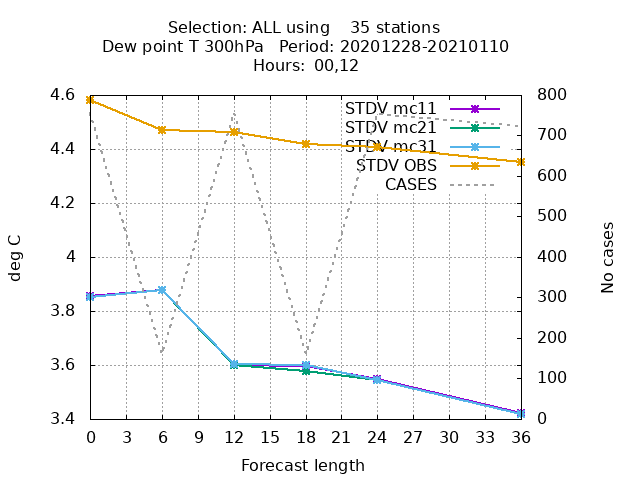 Selection: ALL using    35 stations
Dew point T 300hPa   Period: 20201228-20210110
Hours:  00,12
4.6
4.4
4.2
4
3.8
3.6
3.4
deg C
STDV mc11
STDV mc21
STDV mc31
STDV OBS
CASES
800
700
600
500
400
300
200
100
0
No cases
0 3 6 9 12 15 18 21 24 27 30 33 36
Forecast length